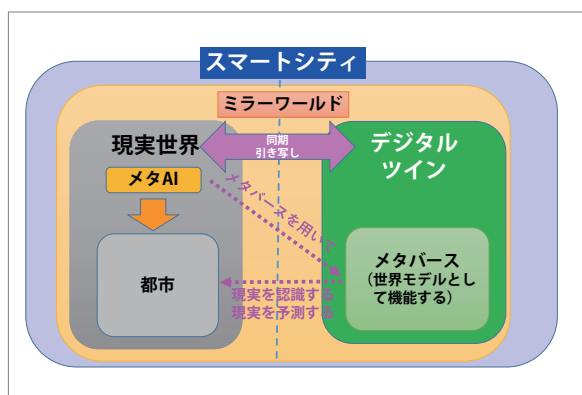 スマートシティ
ミラーワールド
現実世界
同期
引き写し
デジタル
ツイン
メタAI
メタバースを用いて
都市
メタバース
（世界モデルとし
て機能する）
現実を認識する
現実を予測する